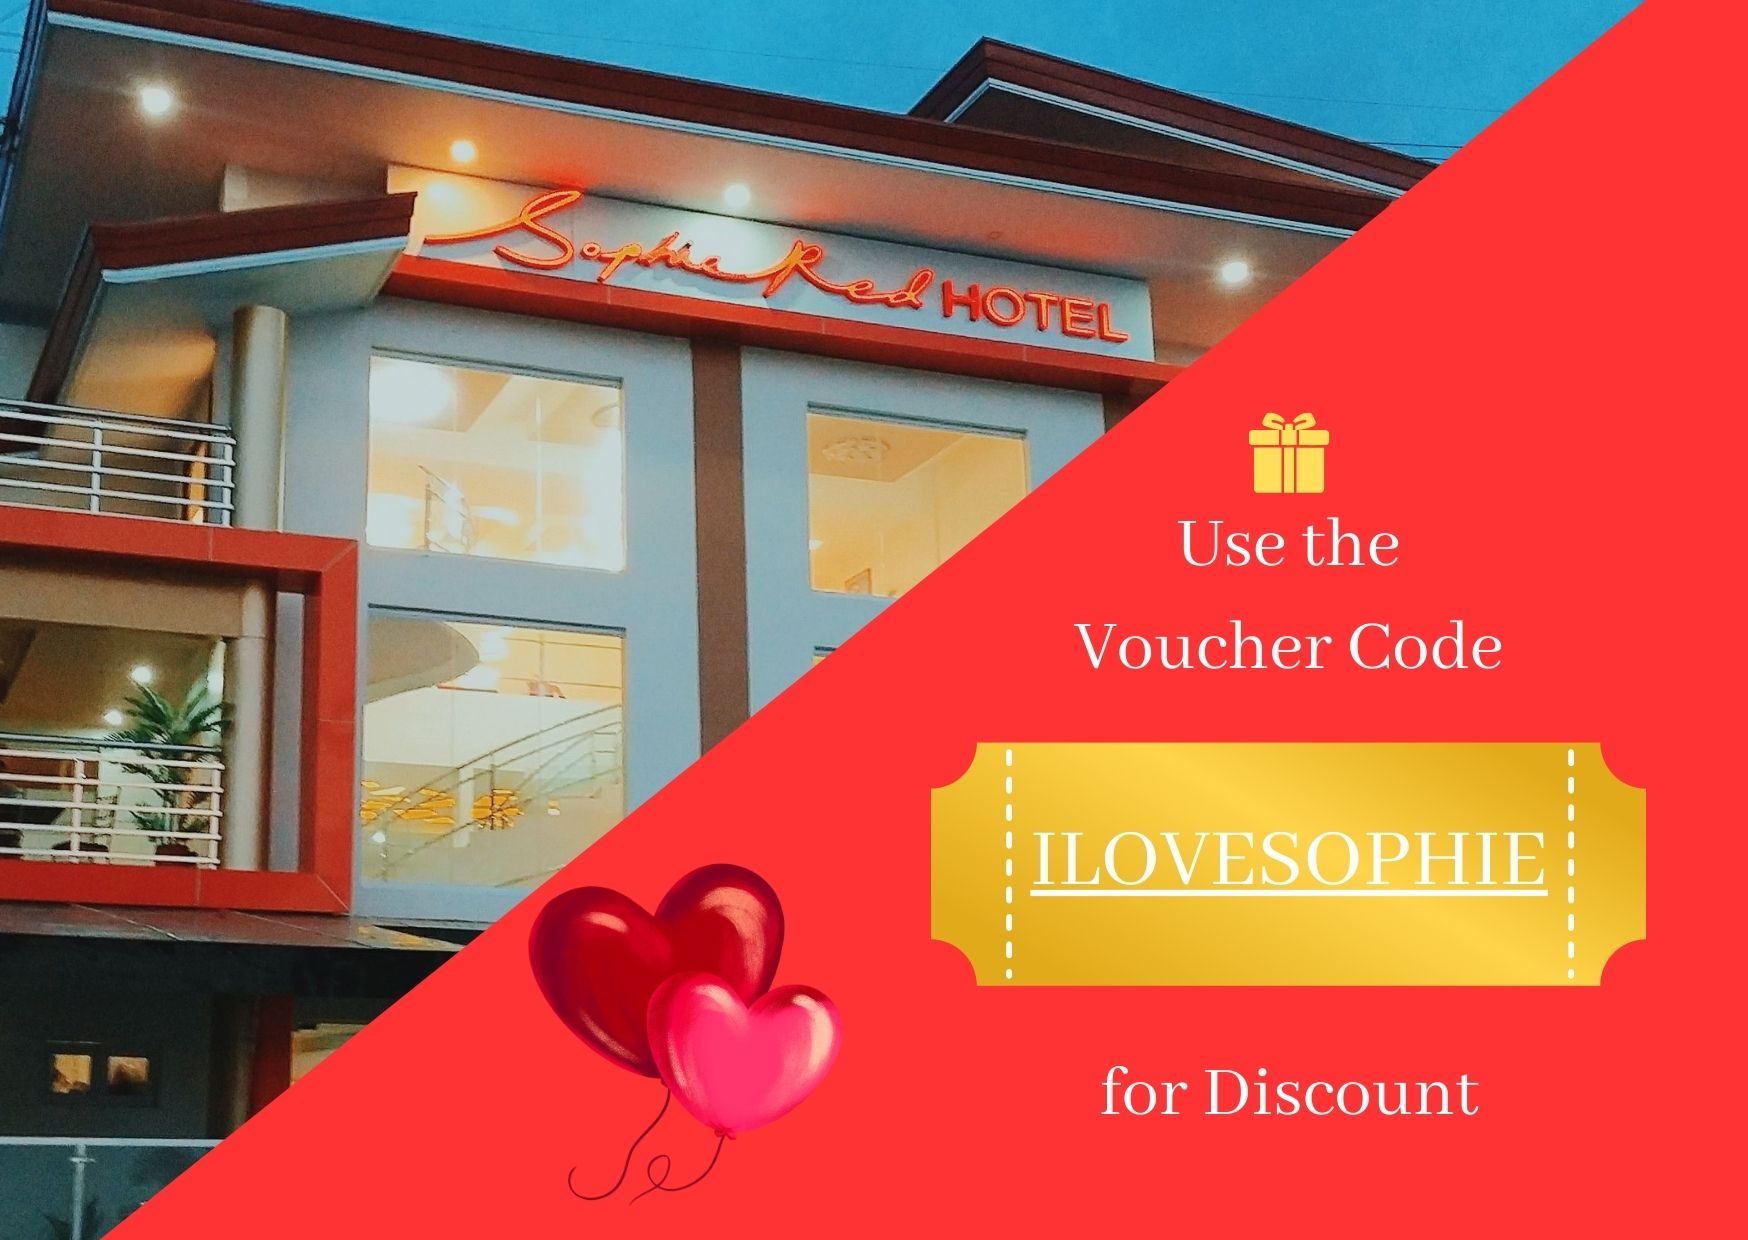 Sophie Red HOTEL
Use the
Voucher Code
ILOVESOPHIE
for Discount